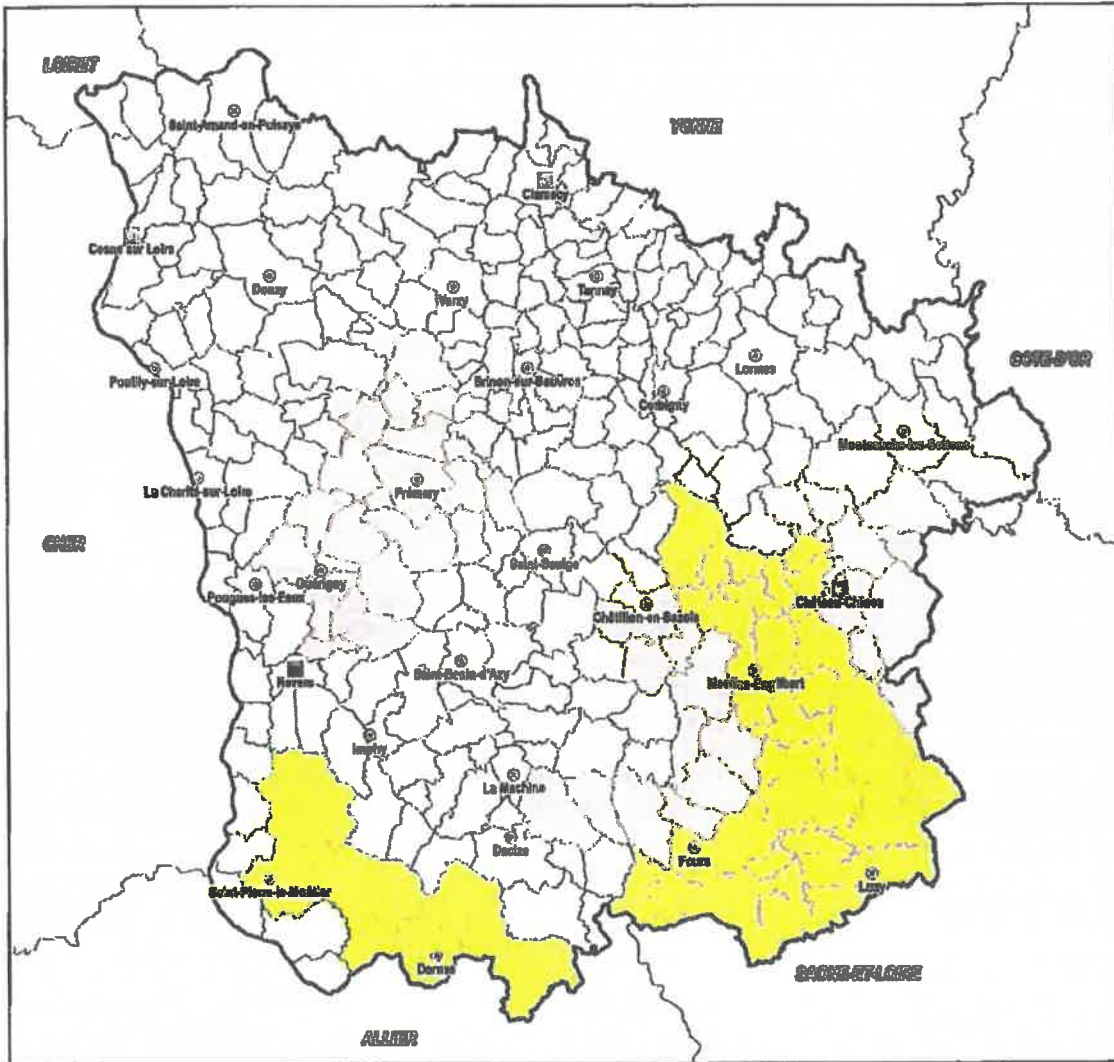 LOIRET
Saint-Amand-en-Puisaye
YONNE
Clamecy
Cosne sur Loire
Donzy
Varzy
Tannay
COTE-D'OR
Lormes
Pouilly-sur-Loire
Brinon-sur-Beuvron
Corbigny
Montsauche-les-Settons
La Charité-sur-Loire
Prémery
CHER
Saint-Saulge
Guérigny
Pougues-les-Eaux
Château-Chinon
Châtillon-en-Bazois
Saint-Benin-d'Azy
Nevers
Moulins-Engilbert
Imphy
La Machine
Decize
Fours
Luzy
Saint-Pierre-le-Moûtier
Dornes
SAONE-ET-LOIRE
ALLIER